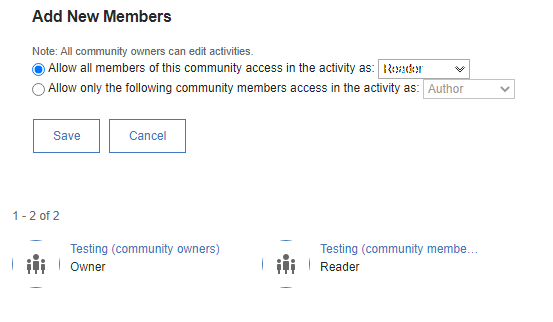 Add New Members
Note: All community owners can edit activities.
Allow all members of this community access in the activity as: Reader
Allow only the following community members access in the activity as: Author
Save Cancel
1 - 2 of 2
Testing (community owners) Testing (community membe...
Owner Reader